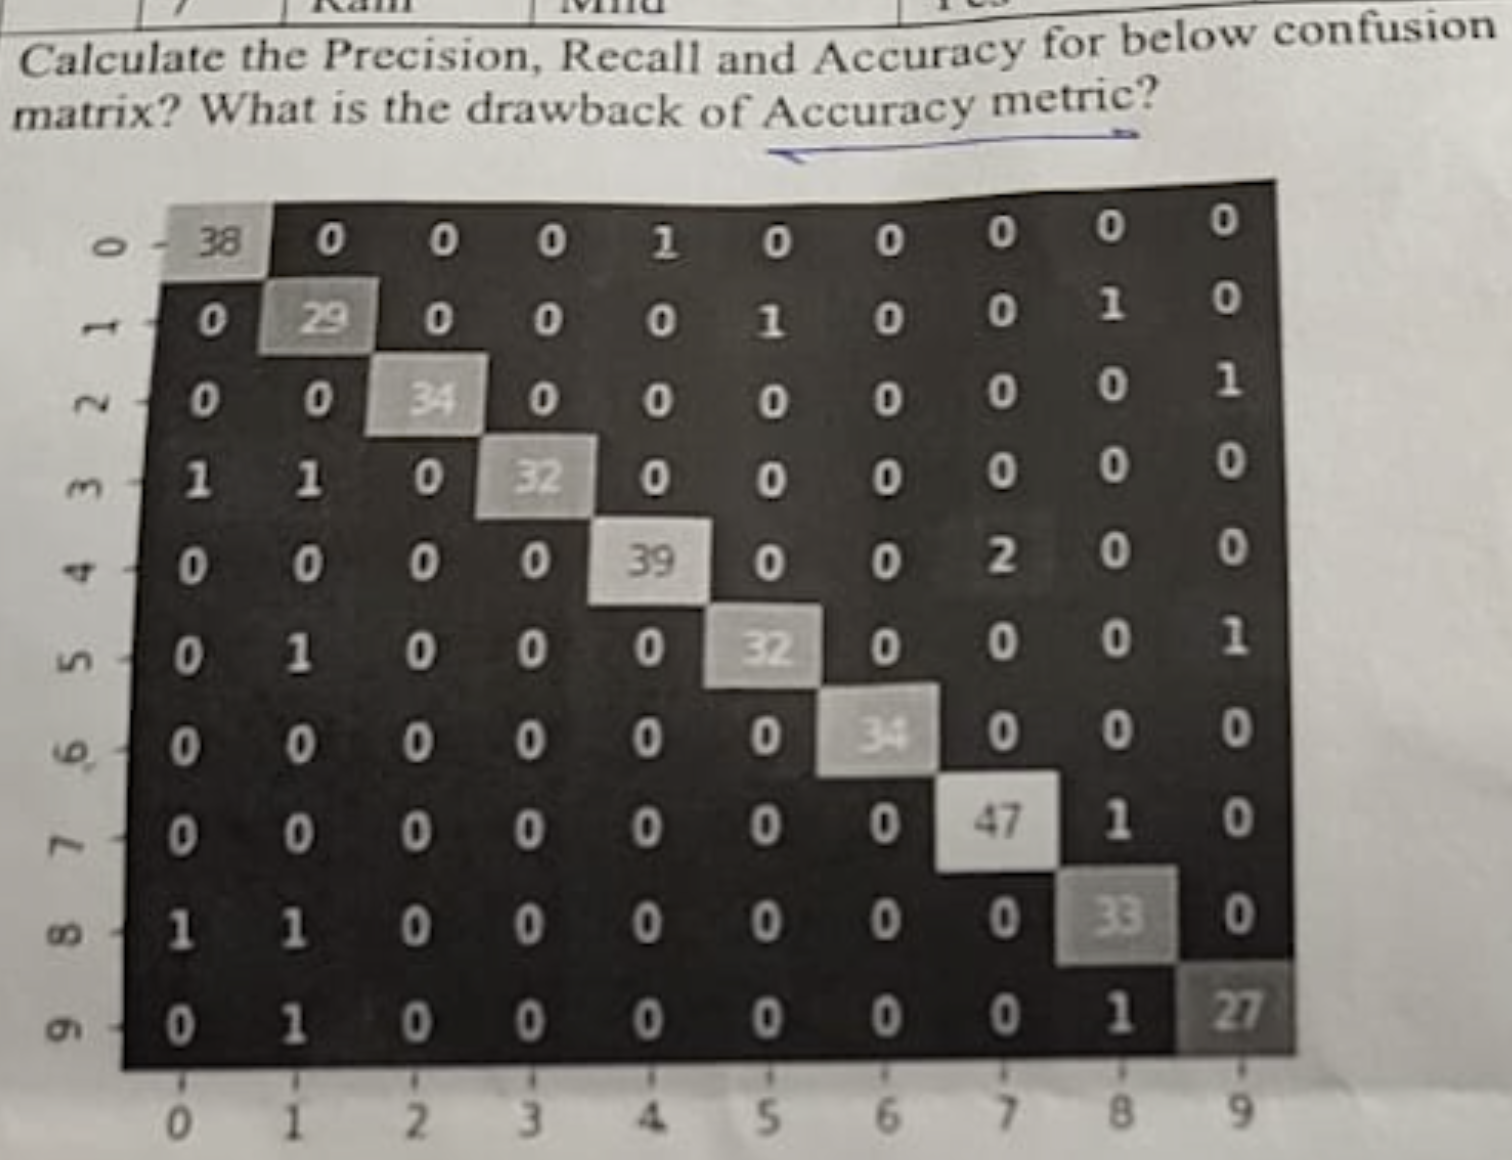 Calculate the Precision, Recall and Accuracy for below confusion
matrix? What is the drawback of Accuracy metric?
0 38 0 0 0 1 0 0 0 0 0
1 0 29 0 0 0 1 0 0 1 0
2 0 0 34 0 0 0 0 0 0 1
3 1 1 0 32 0 0 0 0 0 0
4 0 0 0 0 39 0 0 2 0 0
5 0 1 0 0 0 32 0 0 0 1
6 0 0 0 0 0 0 34 0 0 0
7 0 0 0 0 0 0 0 47 1 0
8 1 1 0 0 0 0 0 0 33 0
9 0 1 0 0 0 0 0 0 1 27
0 1 2 3 4 5 6 7 8 9